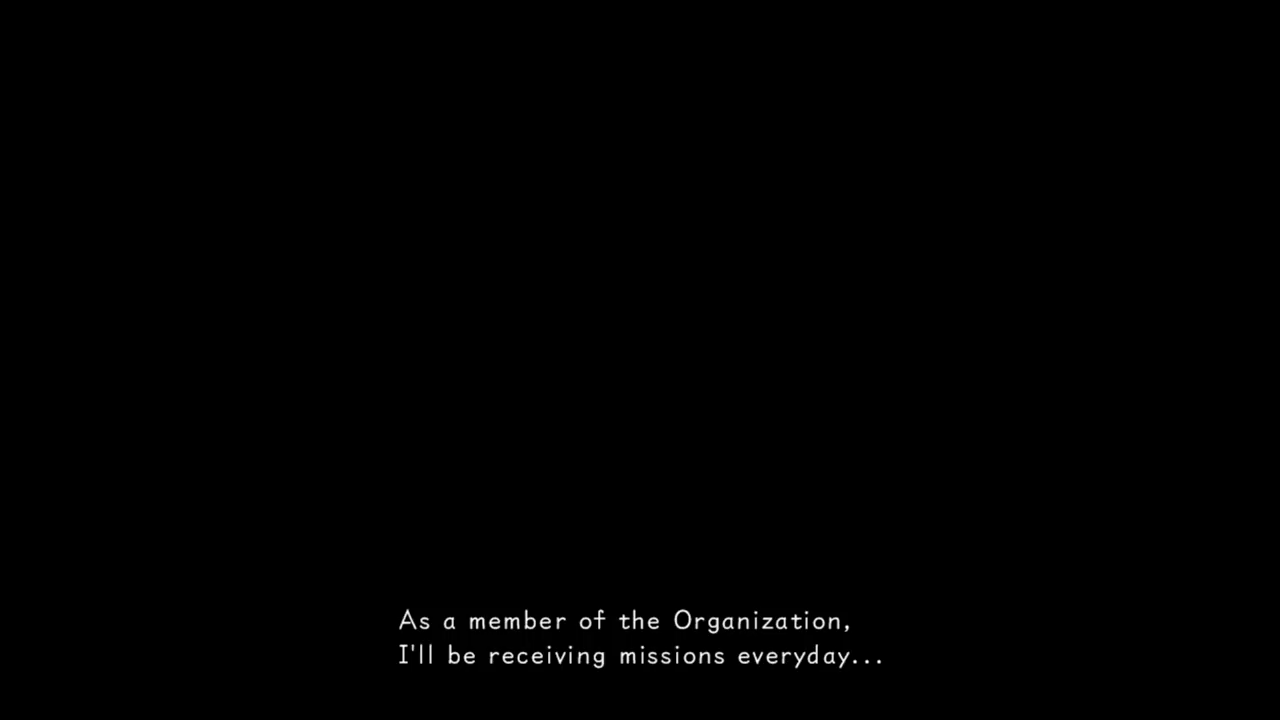 As a member of the Organization,
I'll be receiving missions everyday...